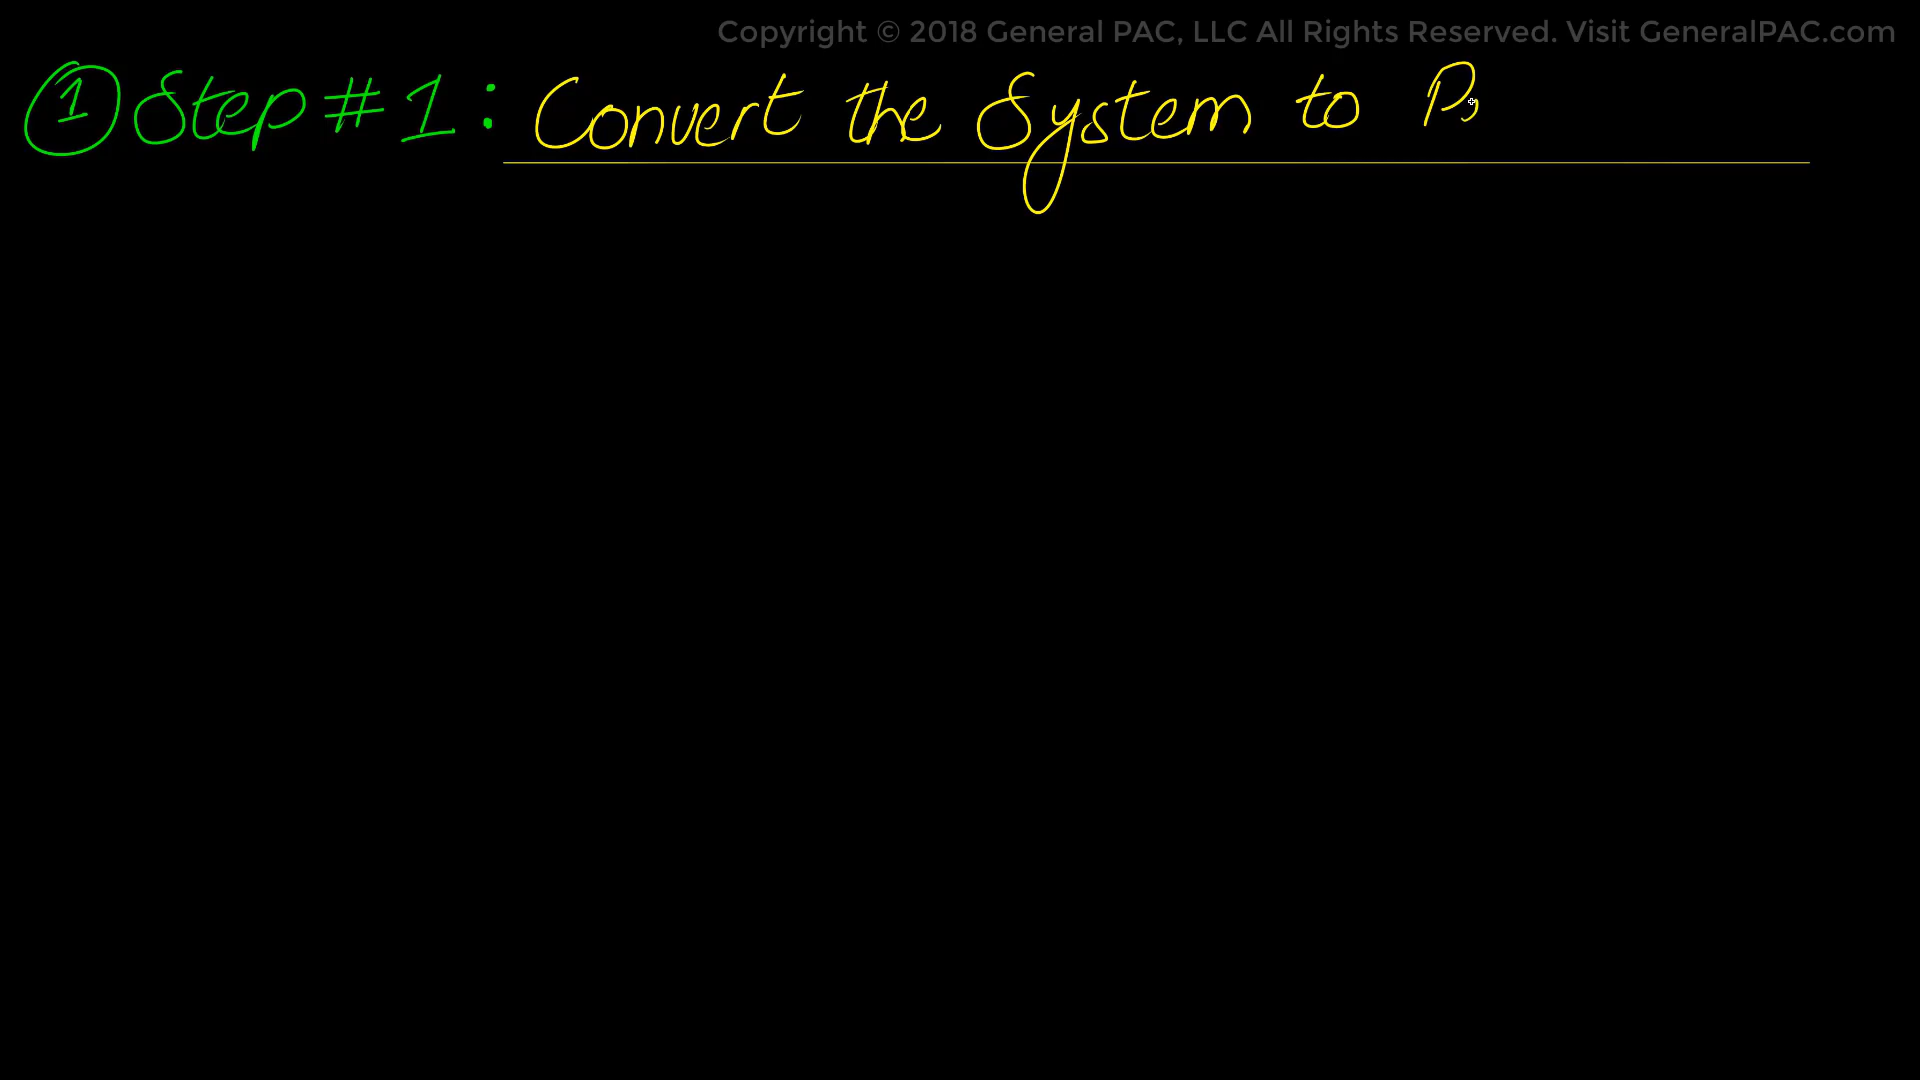 Copyright © 2018 General PAC, LLC All Rights Reserved. Visit GeneralPAC.com
① Step # 1 : Convert the System to